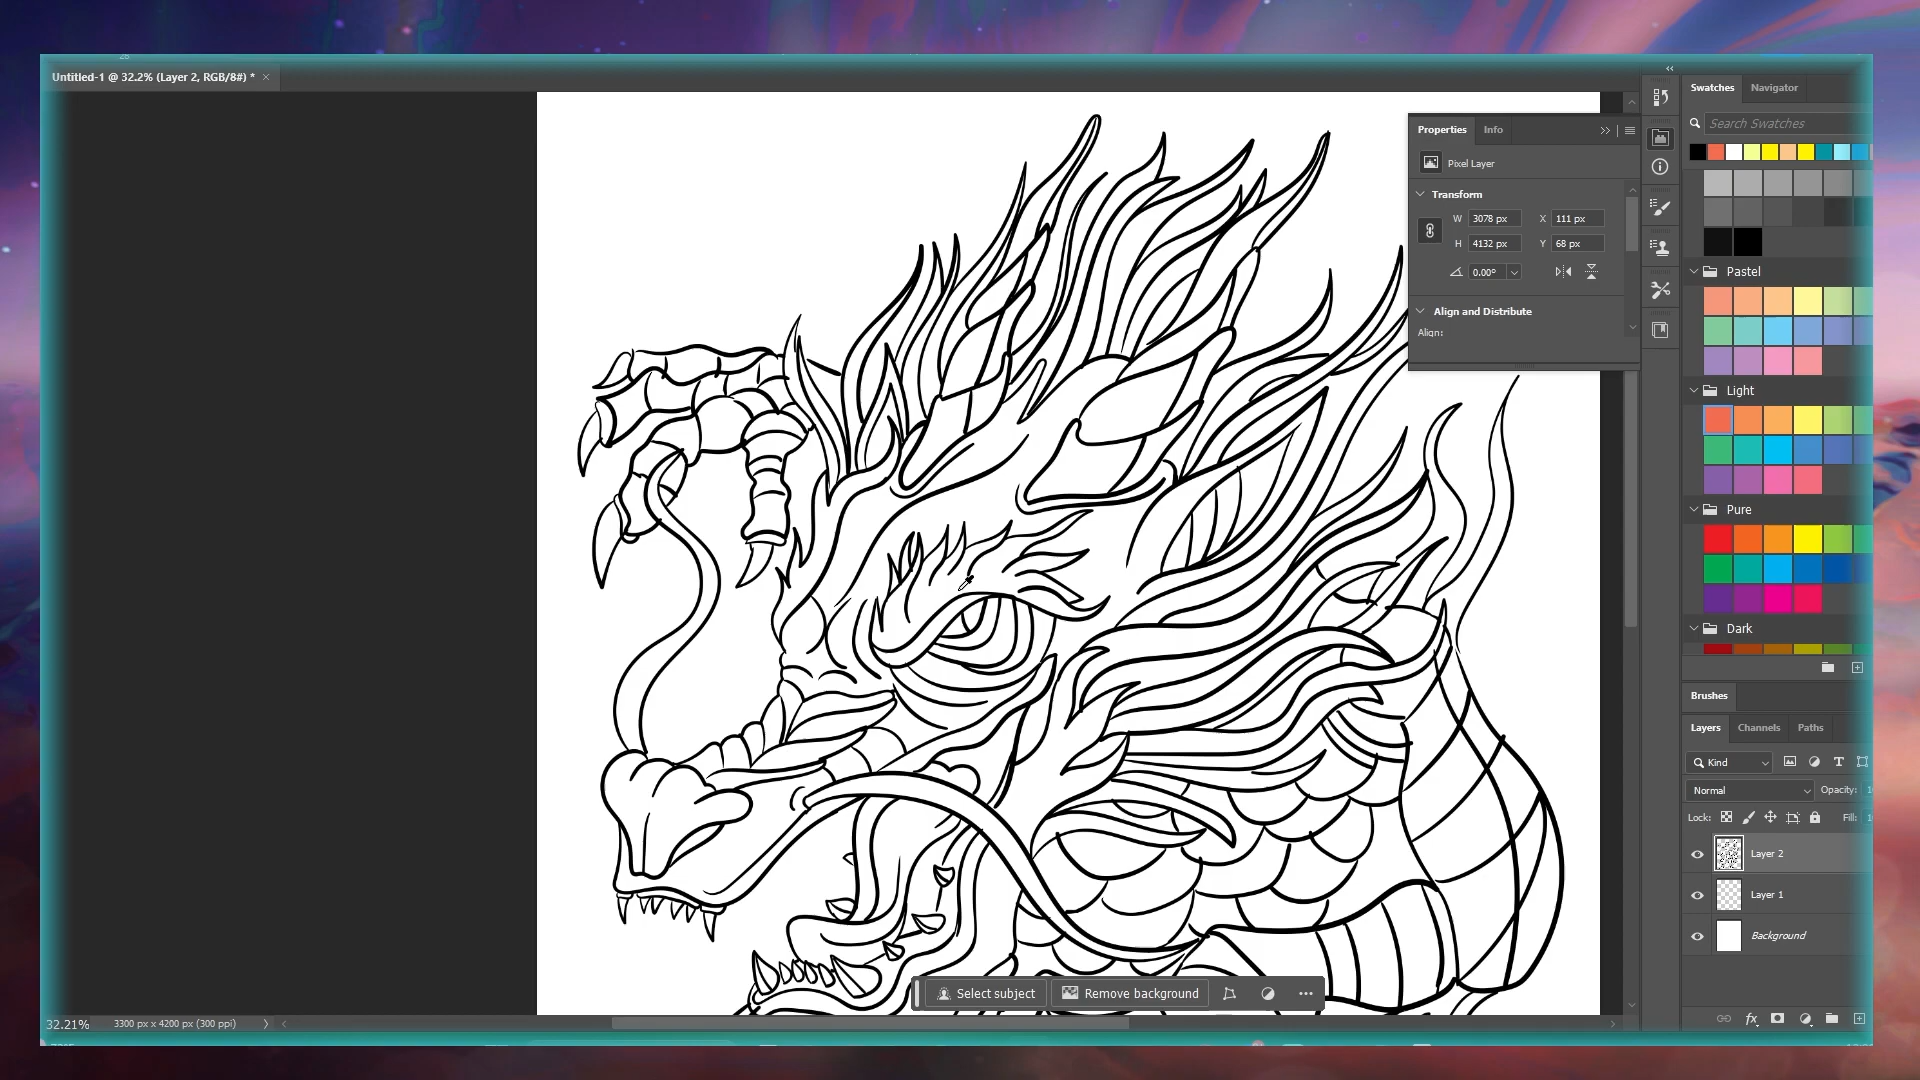 Untitled-1 @ 32.2% (Layer 2, RGB/8#) *
Swatches
Navigator
Search Swatches
Properties
Info
Pixel Layer
Transform
W 3078 px X 111 px
H 4132 px Y 68 px
0.00°
Align and Distribute
Align:
Pastel
Light
Pure
Dark
Brushes
Layers
Channels
Paths
Kind
Normal
Opacity:
Lock:
Fill:
Layer 2
Layer 1
Background
Select subject
Remove background
32.21%
3300 px x 4200 px (300 ppi)
fx